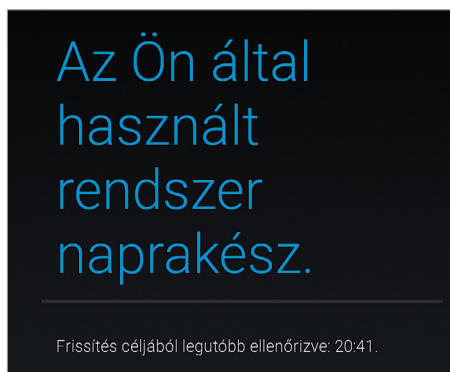 Az Ön által
használt
rendszer
naprakész.
Frissítés céljából legutóbb ellenőrizve: 20:41.